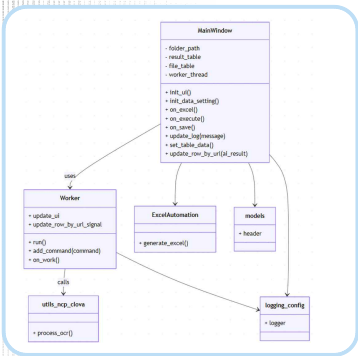 MainWindow
- folder_path
- result_table
- file_table
- worker_thread
+ init_ui()
+ init_data_setting()
+ on_excel()
+ on_execute()
+ on_save()
+ update_log(message)
+ set_table_data()
+ update_row_by_url(ai_result)
uses
Worker
+ update_ui
+ update_row_by_url_signal
+ run()
+ add_command(command)
+ on_work()
ExcelAutomation
+ generate_excel()
models
+ header
calls
utils_ncp_clova
+ process_ocr()
logging_config
+ logger